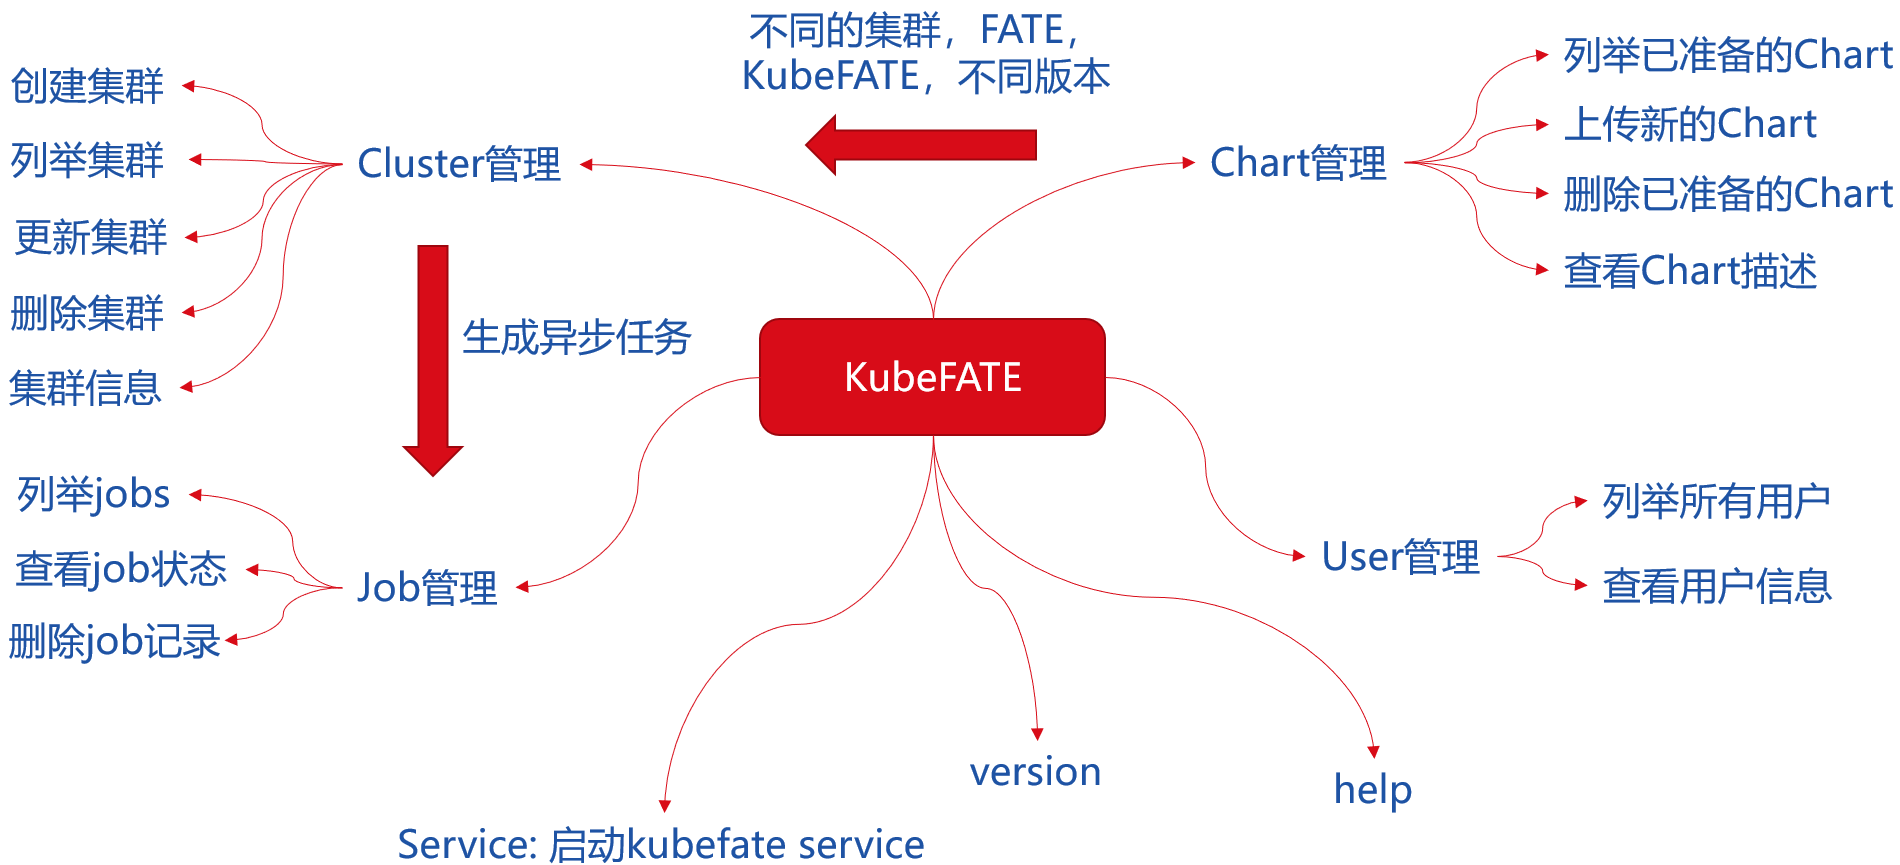 不同的集群，FATE，
KubeFATE，不同版本
创建集群
列举集群
更新集群
删除集群
集群信息
Cluster管理
生成异步任务
Chart管理
列举已准备的Chart
上传新的Chart
删除已准备的Chart
查看Chart描述
KubeFATE
列举jobs
查看job状态
删除job记录
Job管理
User管理
列举所有用户
查看用户信息
version
help
Service: 启动kubefate service